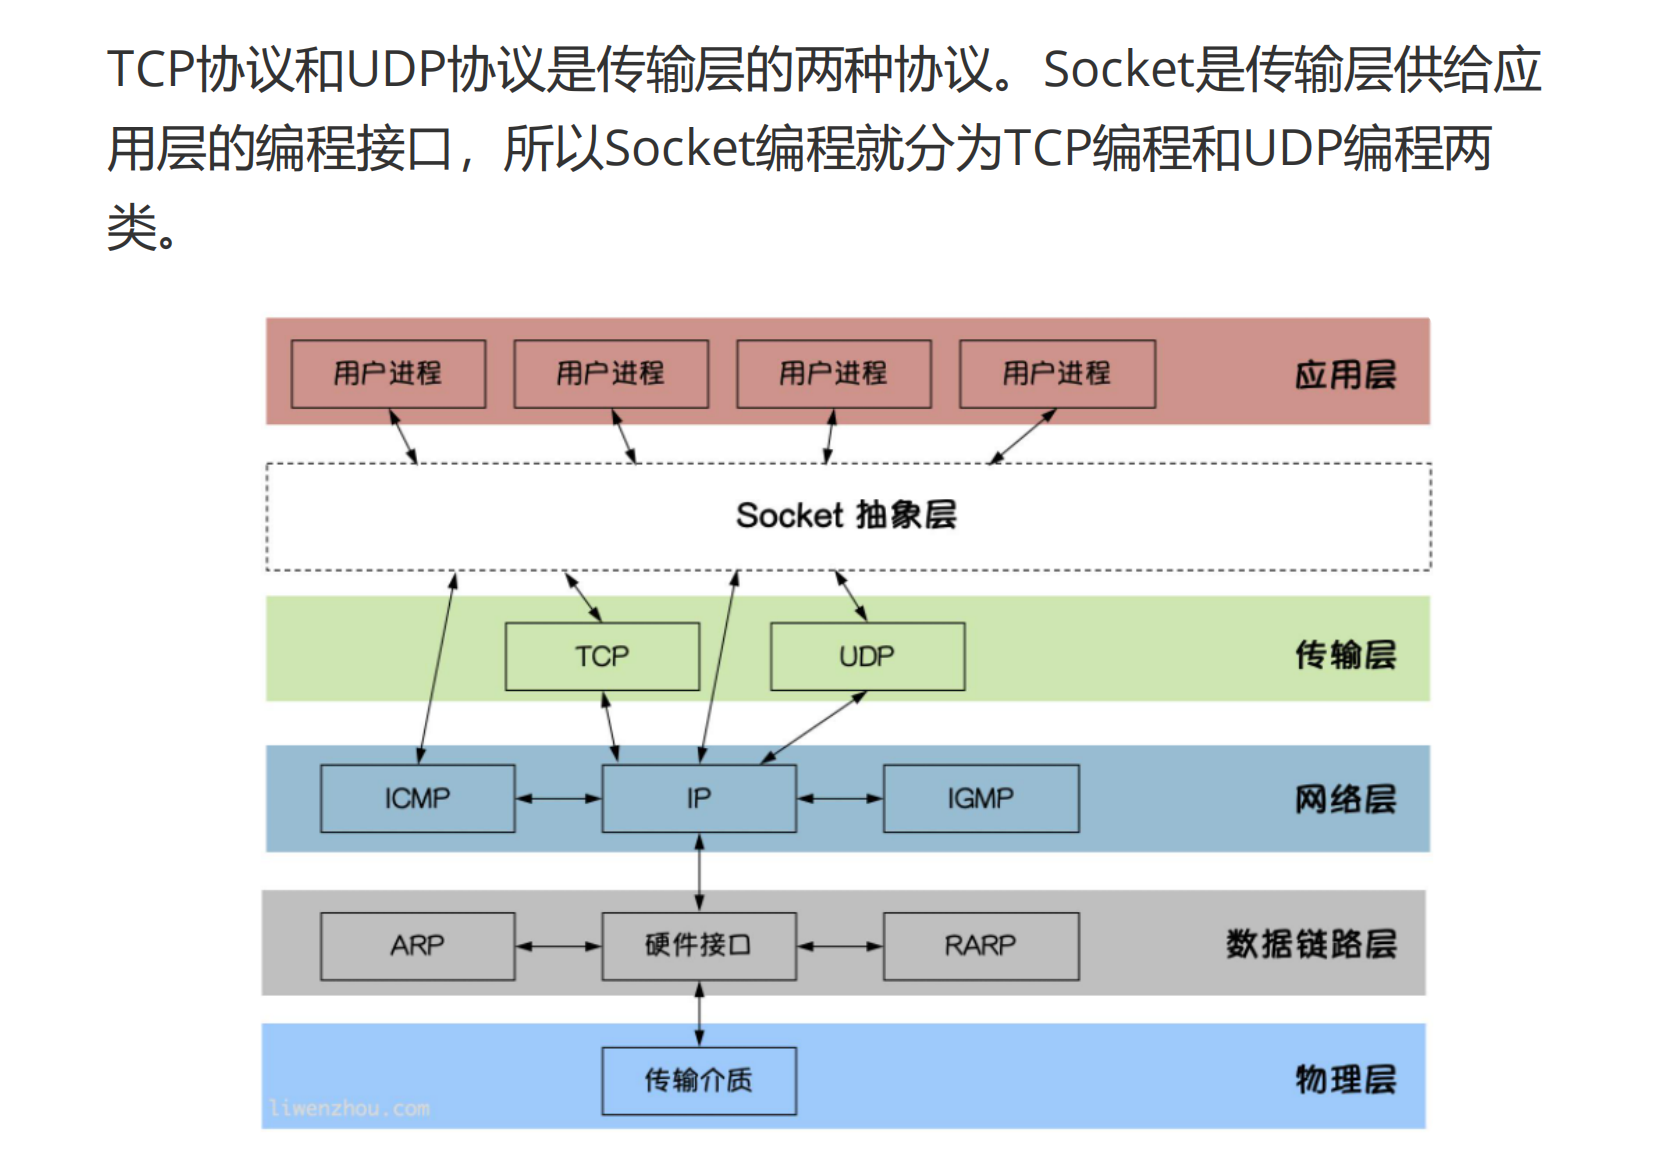 TCP协议和UDP协议是传输层的两种协议。Socket是传输层供给应
用层的编程接口，所以Socket编程就分为TCP编程和UDP编程两
类。
用户进程 用户进程 用户进程 用户进程 应用层
Socket 抽象层
TCP UDP 传输层
ICMP IP IGMP 网络层
ARP 硬件接口 RARP 数据链路层
传输介质 物理层
liwenzhou.com